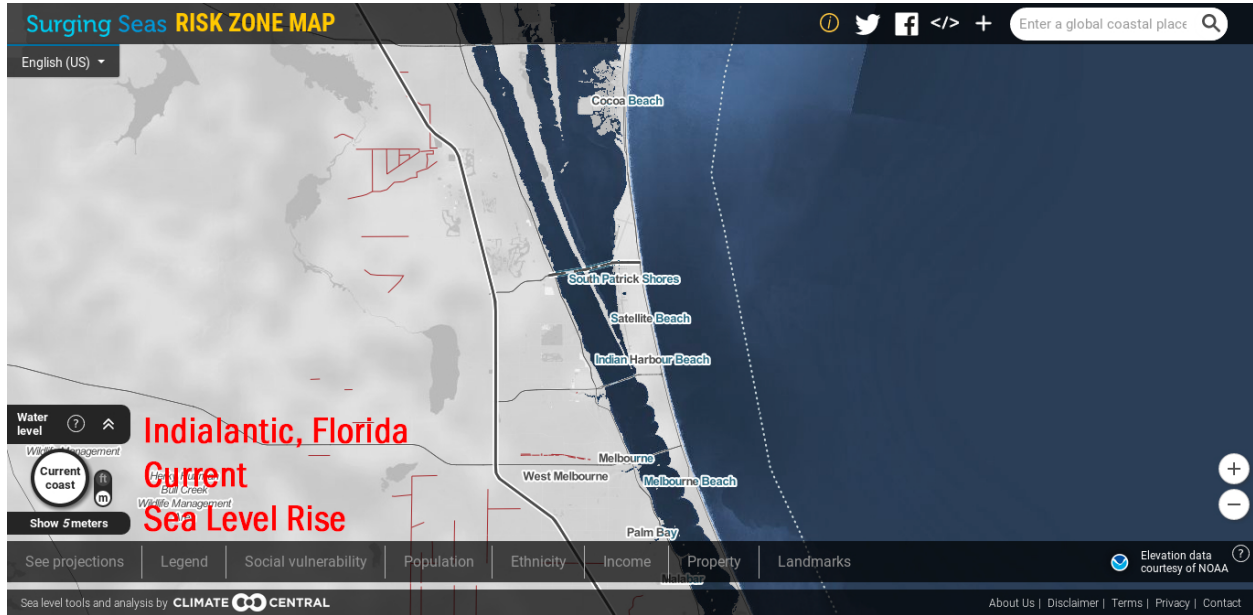 Surging Seas RISK ZONE MAP
Enter a global coastal place
English (US)
Cocoa Beach
South Patrick Shores
Satellite Beach
Indian Harbour Beach
Water
level
?
Indialantic, Florida
Wildlife Management
Melbourne
Current
coast
ft
m
Current
Bull Creek
Wildlife Management
West Melbourne
Melbourne Beach
+
−
Show 5 meters
Sea Level Rise
Palm Bay
See projections
Legend
Social vulnerability
Population
Ethnicity
Income
Property
Landmarks
Elevation data
courtesy of NOAA
?
Malabar
Sea level tools and analysis by CLIMATE CENTRAL
About Us | Disclaimer | Terms | Privacy | Contact